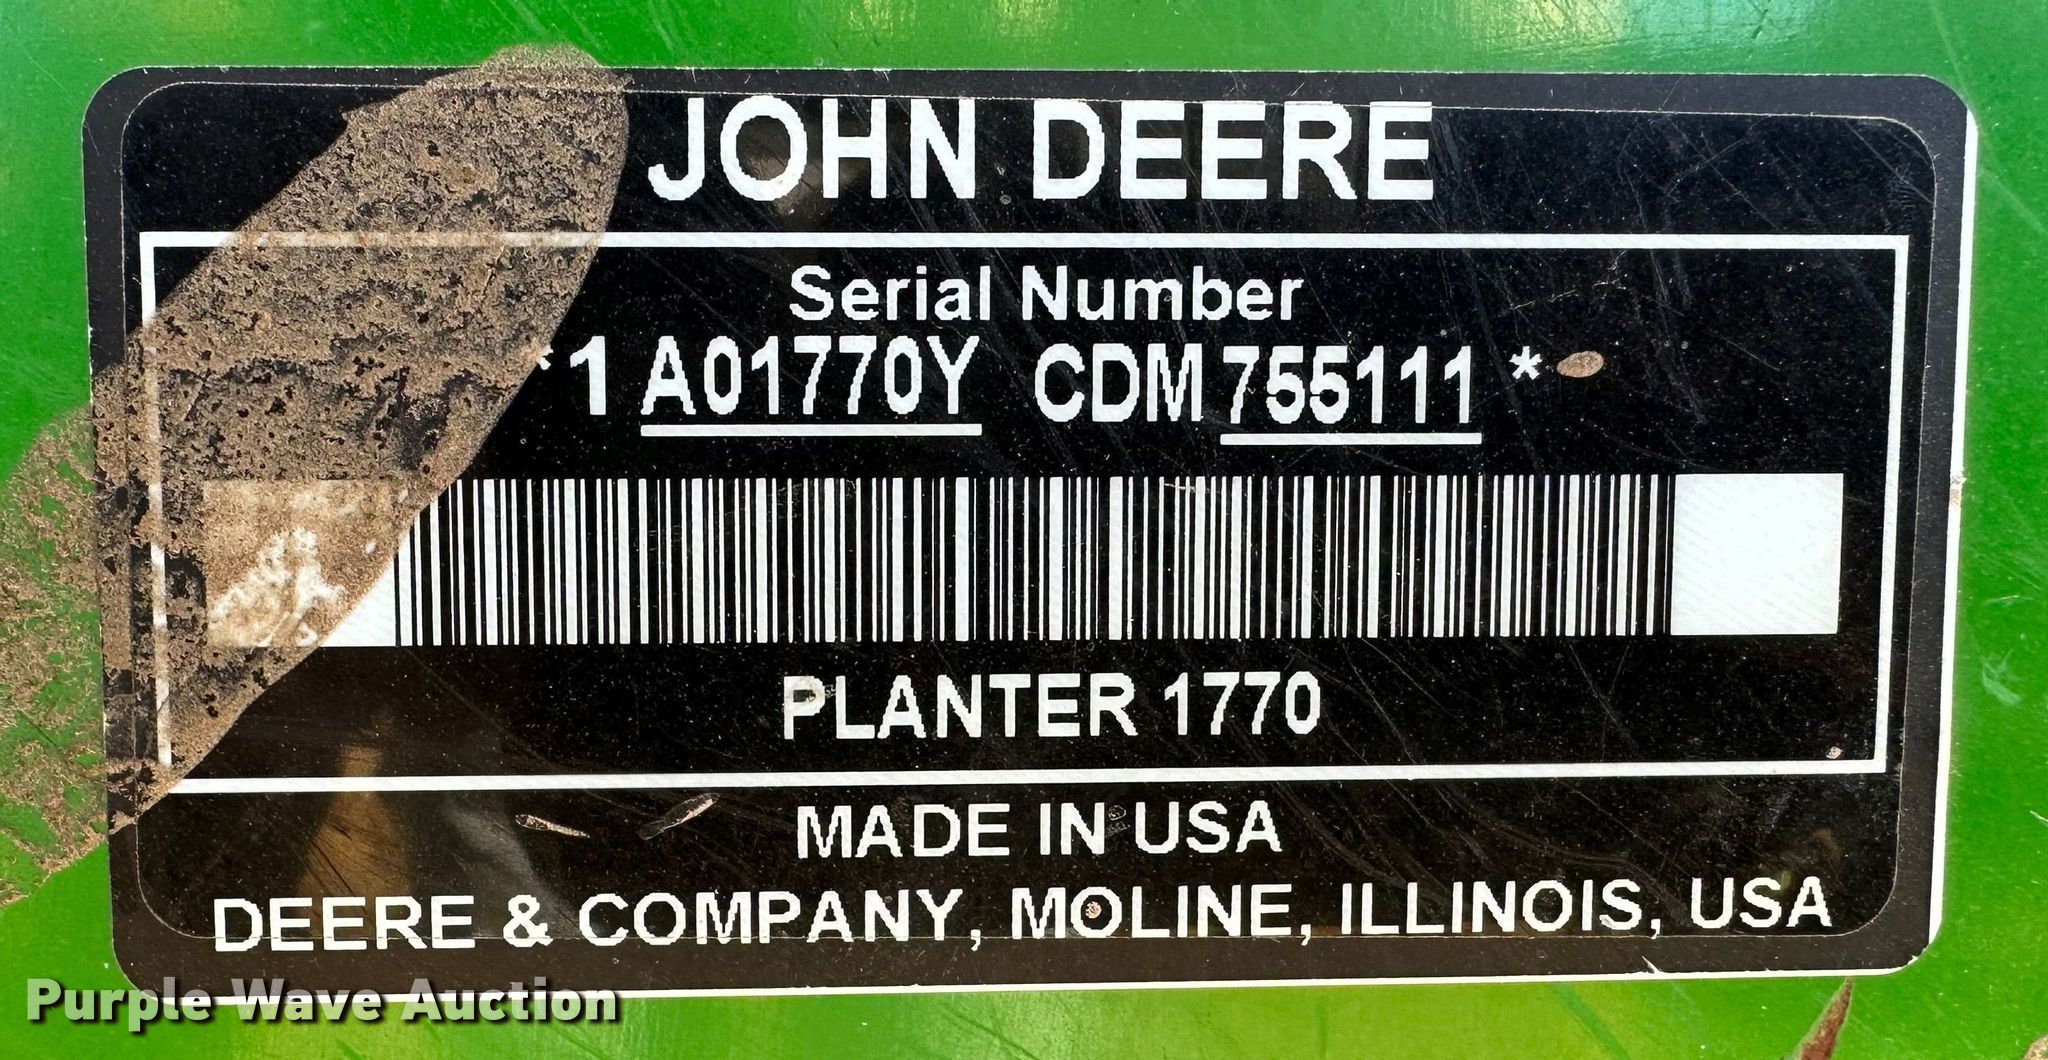 JOHN DEERE
Serial Number
*1 A01770Y CDM 755111 *
PLANTER 1770
MADE IN USA
DEERE & COMPANY, MOLINE, ILLINOIS, USA
Purple Wave Auction